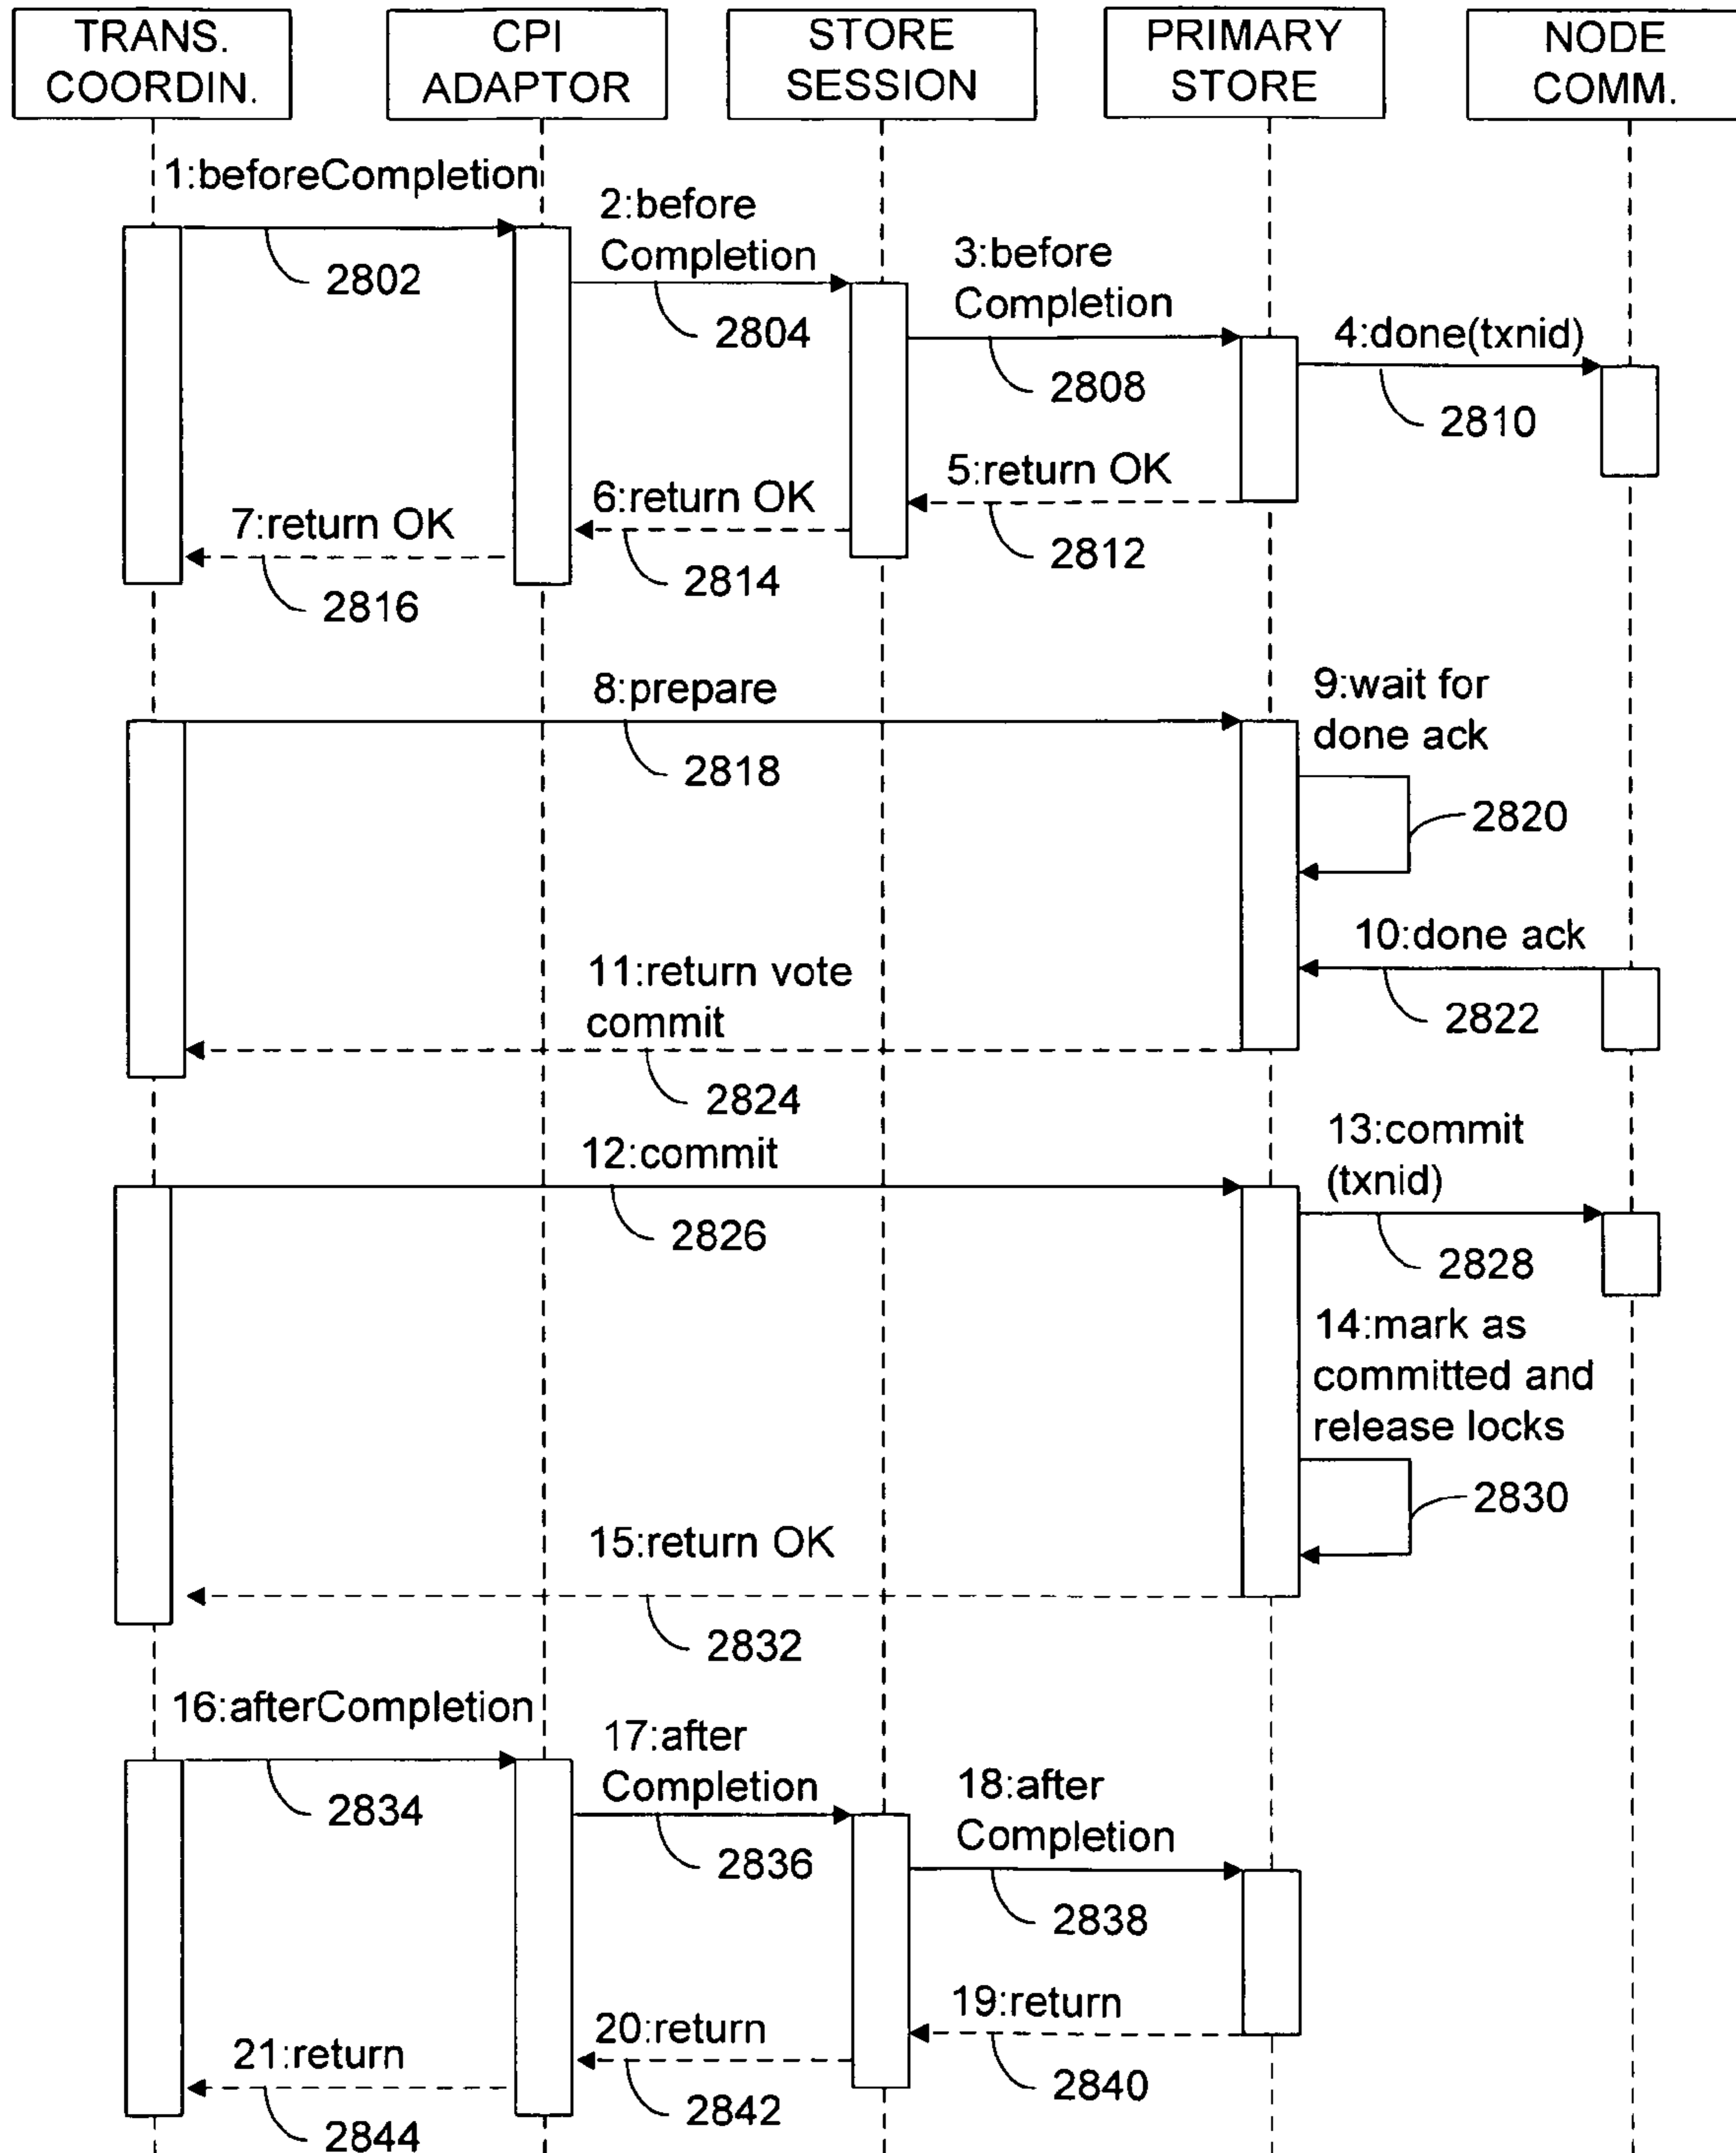 TRANS.
COORDIN.
CPI
ADAPTOR
STORE
SESSION
PRIMARY
STORE
NODE
COMM.
1:beforeCompletion
2802
2:before
Completion
2804
3:before
Completion
2808
4:done(txnid)
2810
5:return OK
2812
6:return OK
2814
7:return OK
2816
8:prepare
2818
9:wait for
done ack
2820
10:done ack
2822
11:return vote
commit
2824
12:commit
2826
13:commit
(txnid)
2828
14:mark as
committed and
release locks
2830
15:return OK
2832
16:afterCompletion
2834
17:after
Completion
2836
18:after
Completion
2838
19:return
2840
20:return
2842
21:return
2844